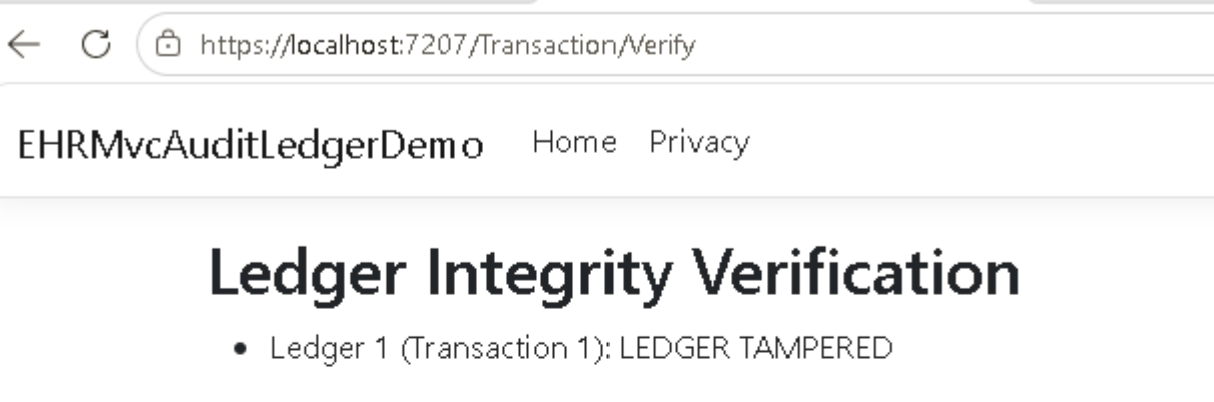 https://localhost:7207/Transaction/Verify
EHRMvcAuditLedgerDemo Home Privacy
Ledger Integrity Verification
• Ledger 1 (Transaction 1): LEDGER TAMPERED